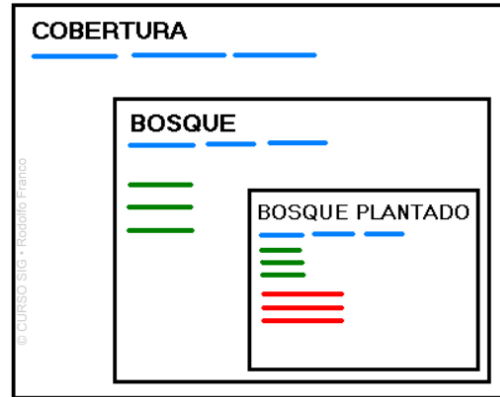 COBERTURA
BOSQUE
BOSQUE PLANTADO
© CURSO SIG • Rodolfo Franco